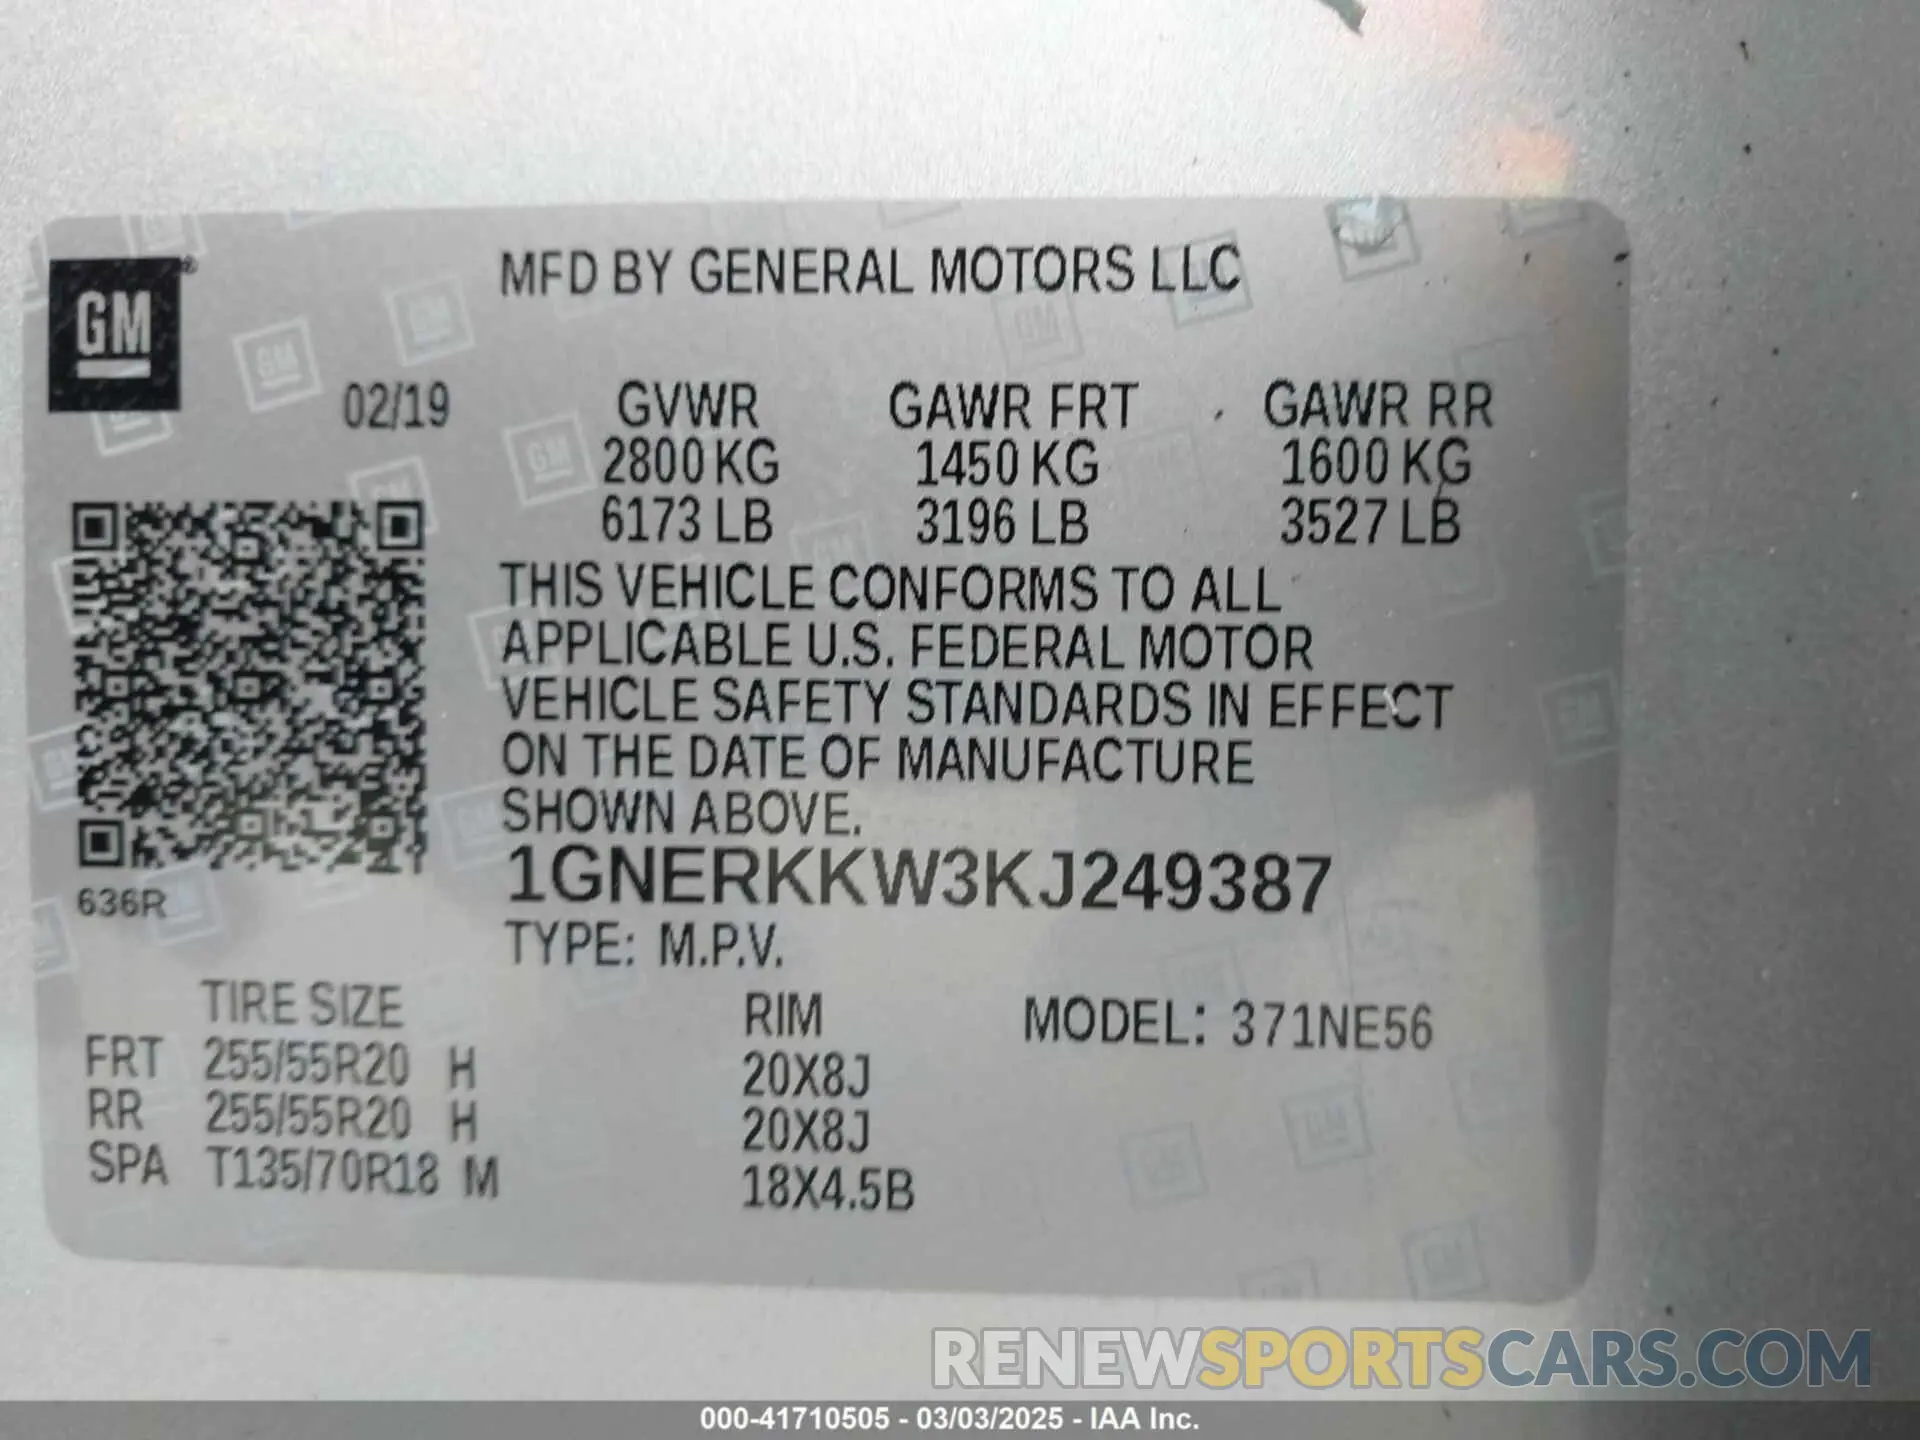 MFD BY GENERAL MOTORS LLC
GM
02/19 GVWR GAWR FRT GAWR RR
2800 KG 1450 KG 1600 KG
6173 LB 3196 LB 3527 LB
THIS VEHICLE CONFORMS TO ALL
APPLICABLE U.S. FEDERAL MOTOR
VEHICLE SAFETY STANDARDS IN EFFECT
ON THE DATE OF MANUFACTURE
SHOWN ABOVE.
1GNERKKW3KJ249387
636R
TYPE: M.P.V.
TIRE SIZE RIM MODEL: 371NE56
FRT 255/55R20 H 20X8J
RR 255/55R20 H 20X8J
SPA T135/70R18 M 18X4.5B
RENEWSPORTSCARS.COM
000-41710505 - 03/03/2025 - IAA Inc.